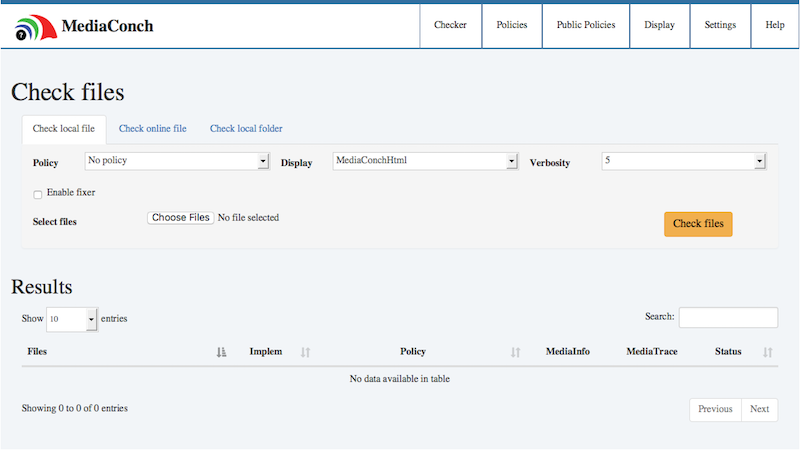 MediaConch Checker Policies Public Policies Display Settings Help
?
Check files
Check local file Check online file Check local folder
Policy No policy Display MediaConchHtml Verbosity 5
Enable fixer
Select files Choose Files No file selected Check files
Results
Show 10 entries Search:
Files Implem Policy MediaInfo MediaTrace Status
No data available in table
Showing 0 to 0 of 0 entries Previous Next